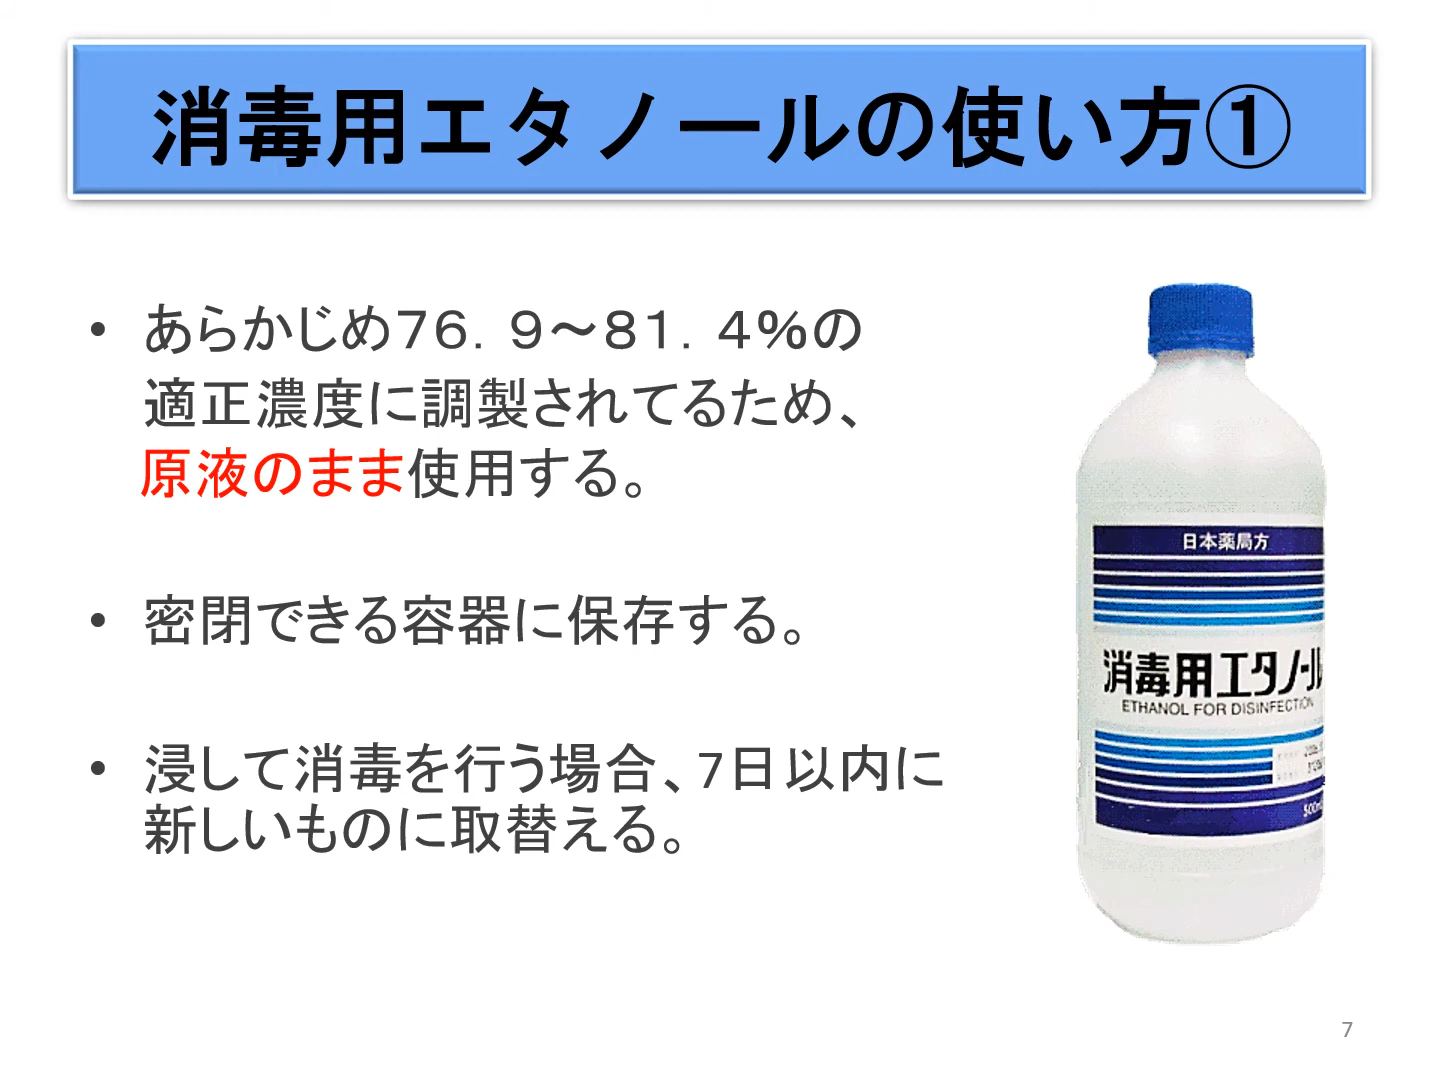 消毒用エタノールの使い方①
• あらかじめ７６．９～８１．４％の
適正濃度に調製されてるため、
原液のまま使用する。
• 密閉できる容器に保存する。
• 浸して消毒を行う場合、7日以内に
新しいものに取替える。
日本薬局方
消毒用エタノール
ETHANOL FOR DISINFECTION
7